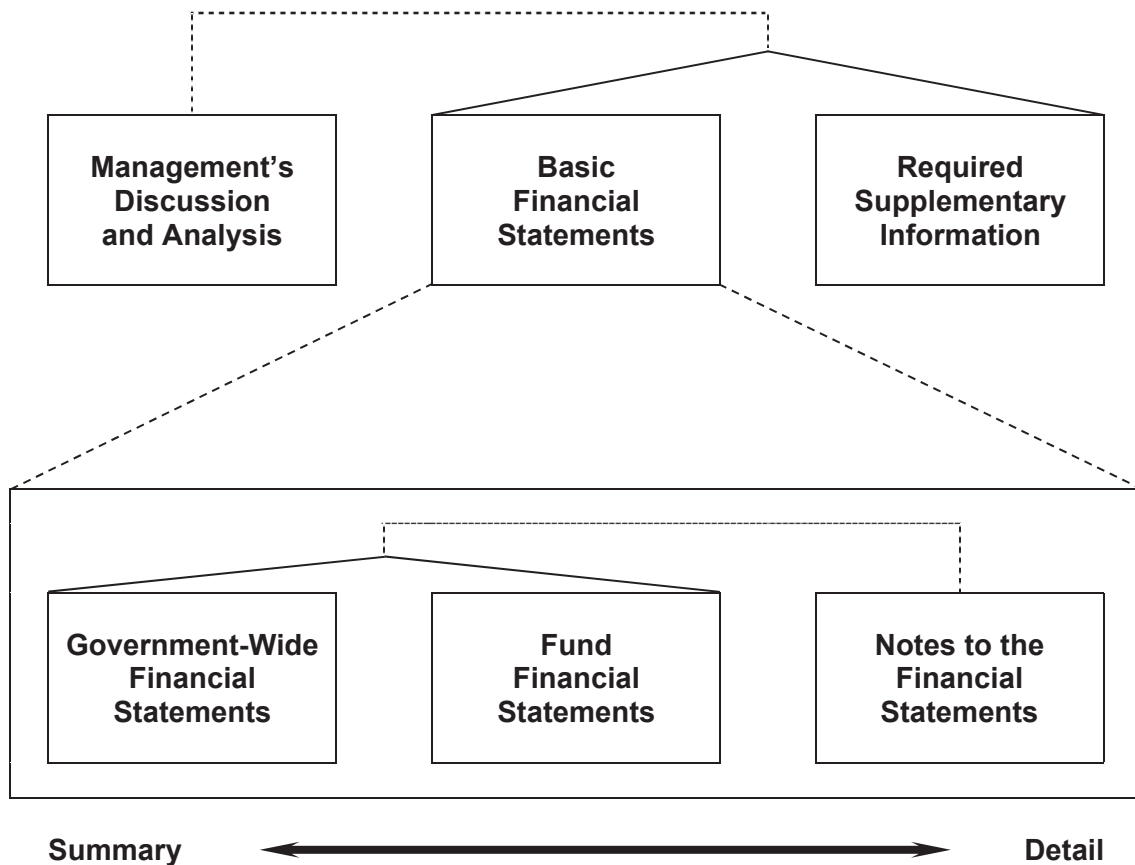 Management’s
Discussion
and Analysis
Basic
Financial
Statements
Required
Supplementary
Information
Government-Wide
Financial
Statements
Fund
Financial
Statements
Notes to the
Financial
Statements
Summary
Detail